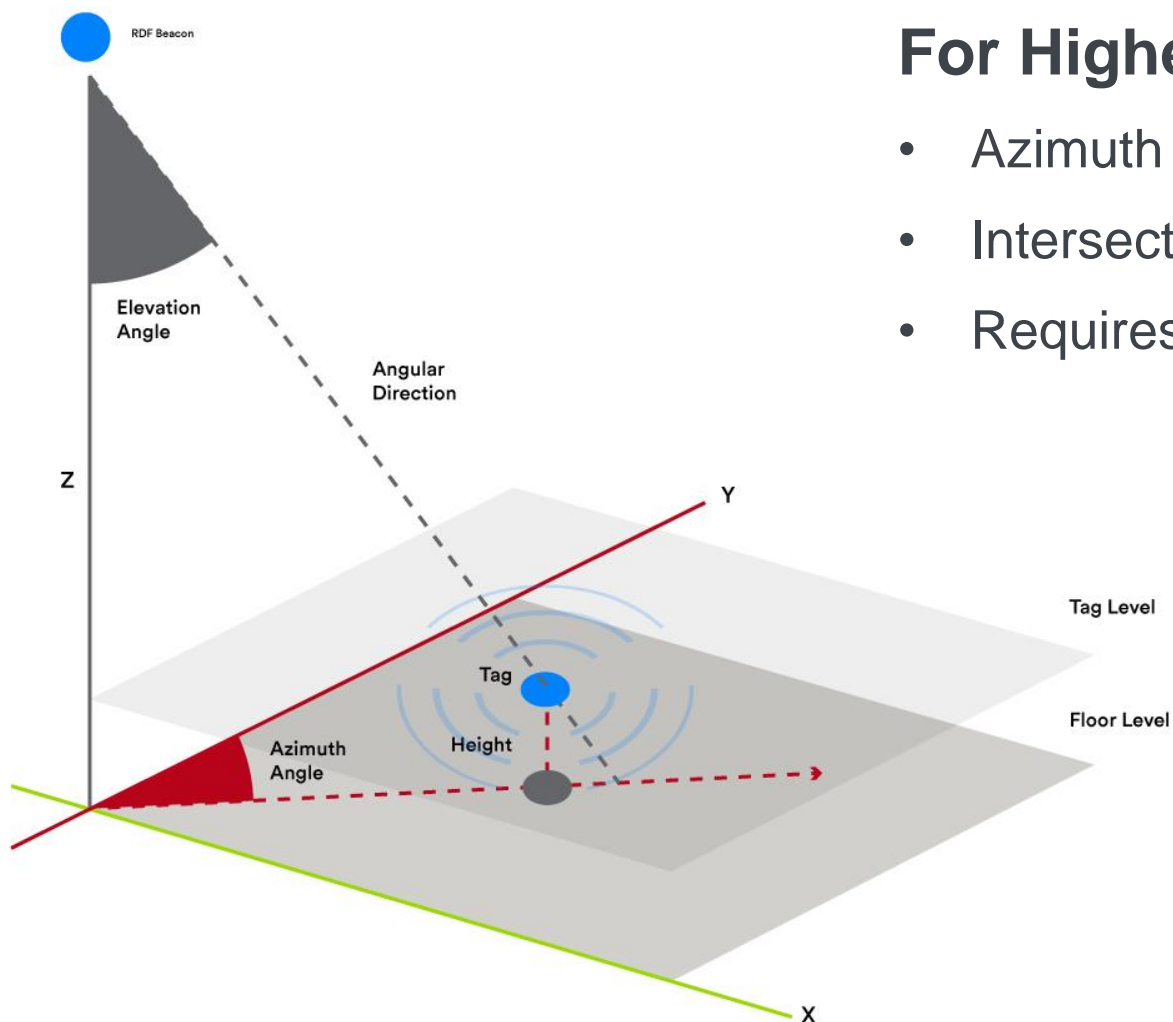 RDF Beacon
For Highe
• Azimuth
• Intersect
• Requires
Elevation
Angle
Angular
Direction
Z
Y
Tag Level
Tag
Floor Level
Height
Azimuth
Angle
X